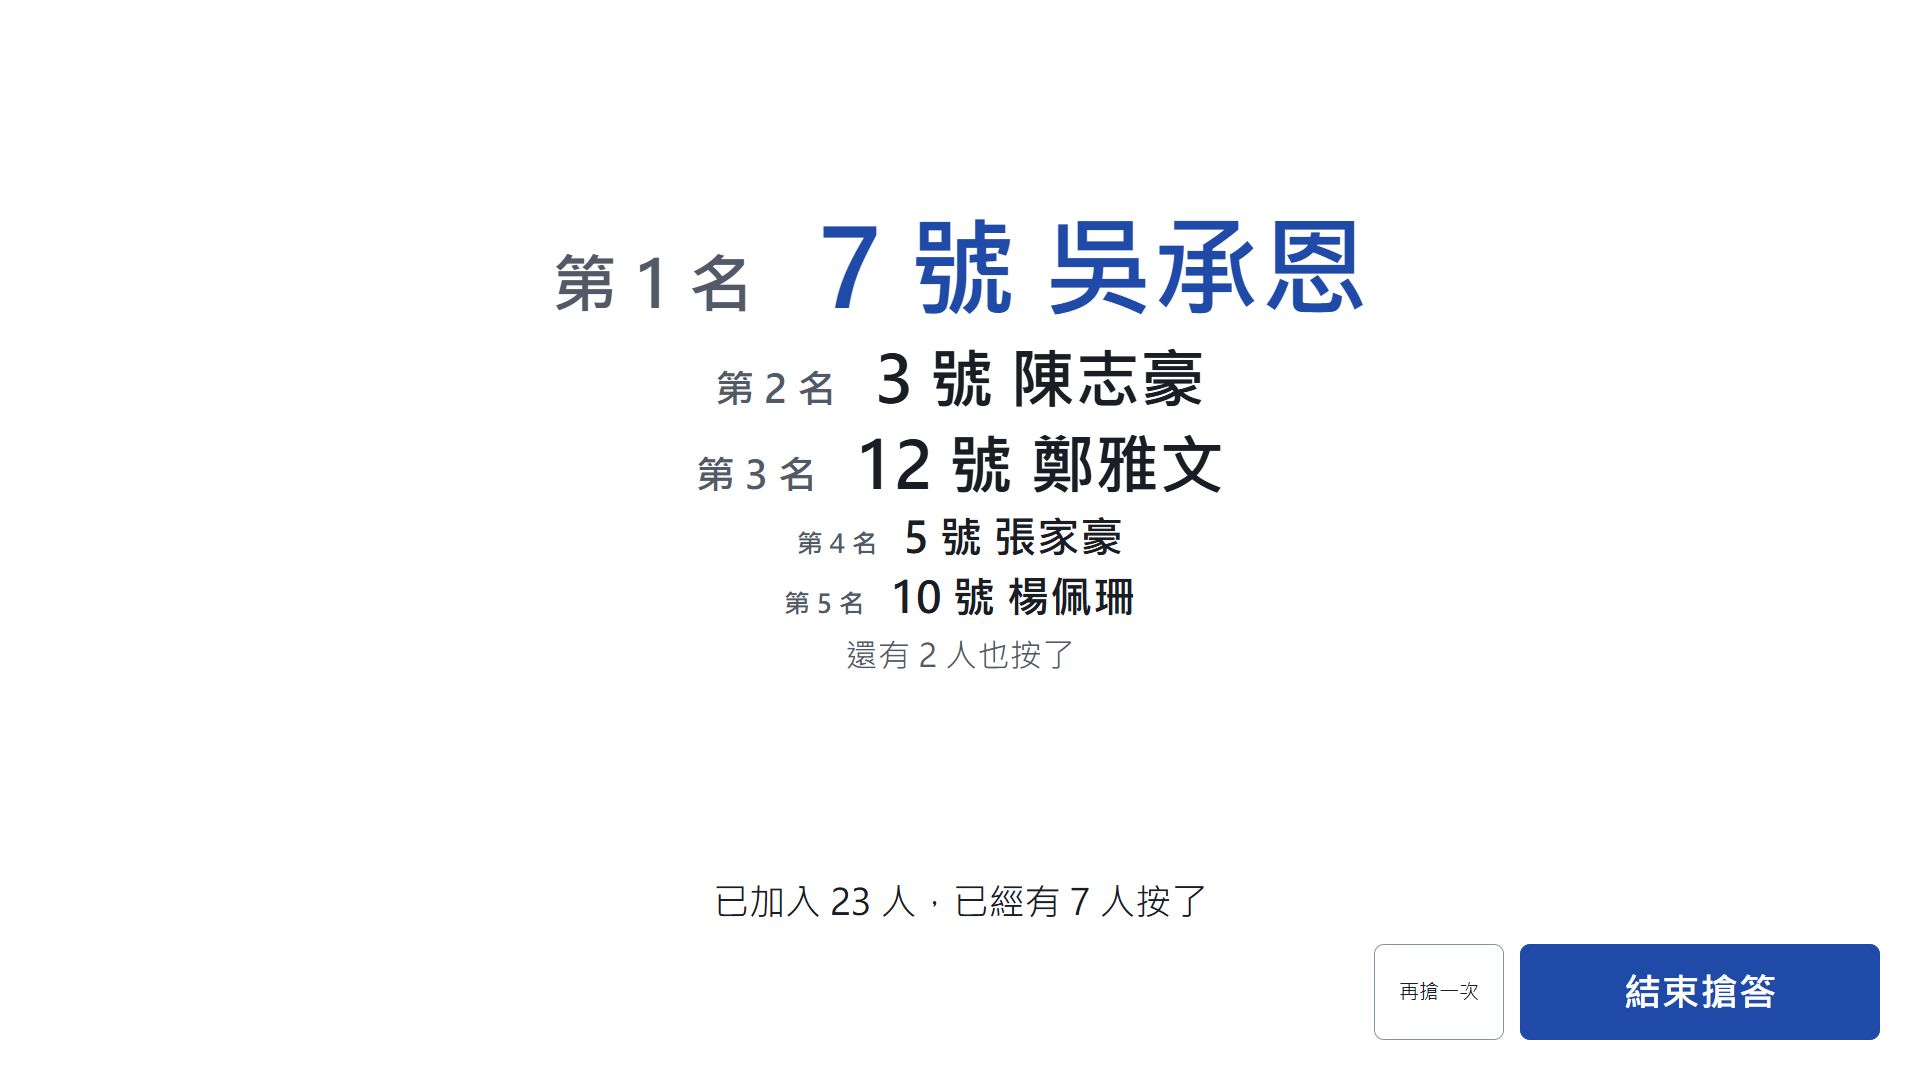 第 1 名 7 號 吳承恩
第 2 名 3 號 陳志豪
第 3 名 12 號 鄭雅文
第 4 名 5 號 張家豪
第 5 名 10 號 楊佩珊
還有 2 人也按了
已加入 23 人，已經有 7 人按了
再搶一次
結束搶答